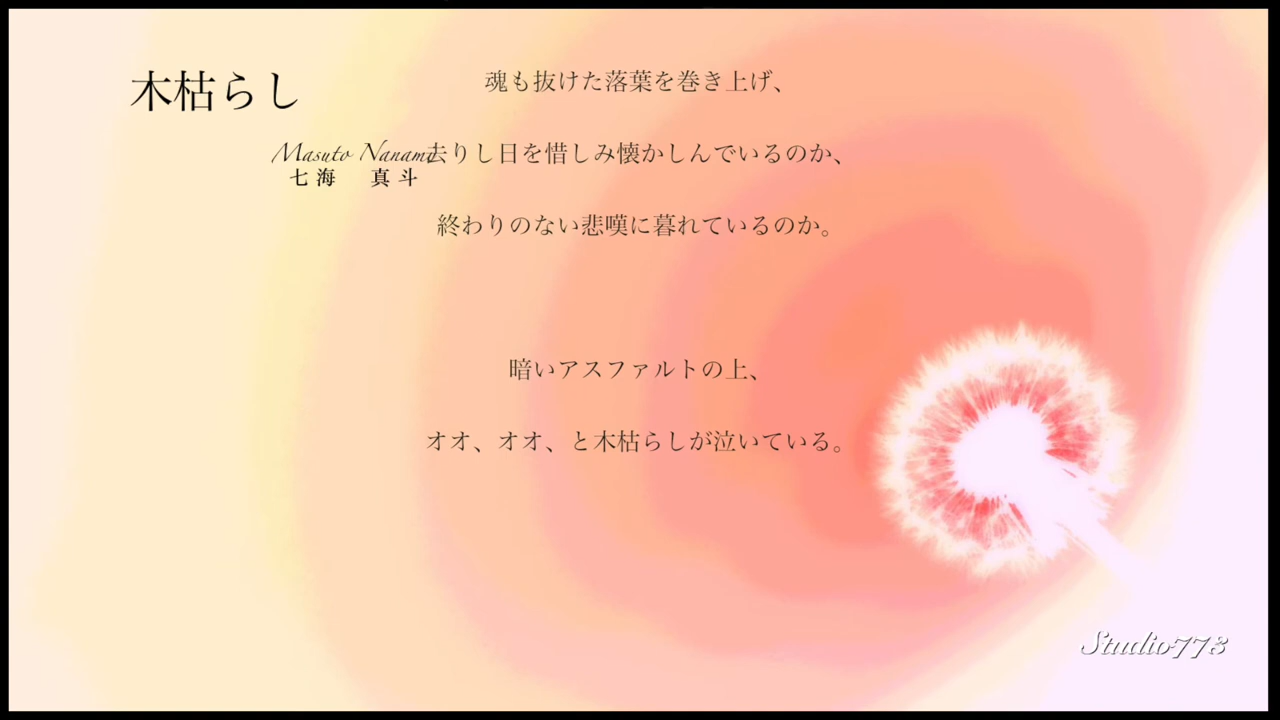 木枯らし
Masuto Nanami
七海 真斗
魂も抜けた落葉を巻き上げ、
去りし日を惜しみ懐かしんでいるのか、
終わりのない悲嘆に暮れているのか。
暗いアスファルトの上、
オオ、オオ、と木枯らしが泣いている。
Studio773